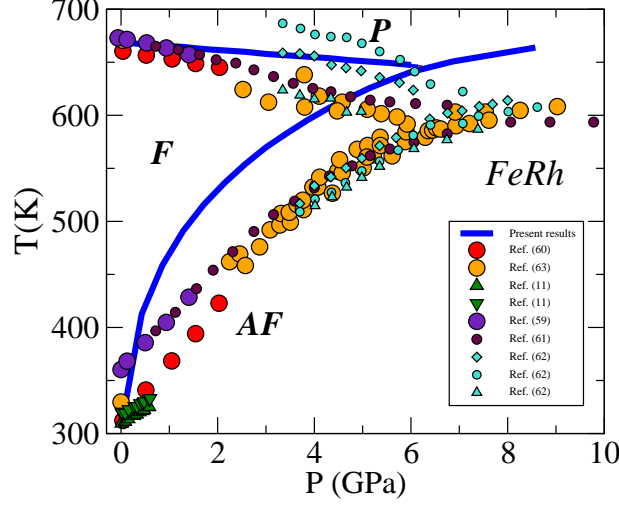 700
600
500
400
300
T(K)
P
F
FeRh
AF
Present results
Ref. (60)
Ref. (63)
Ref. (11)
Ref. (11)
Ref. (59)
Ref. (61)
Ref. (62)
Ref. (62)
Ref. (62)
0 2 4 6 8 10
P (GPa)